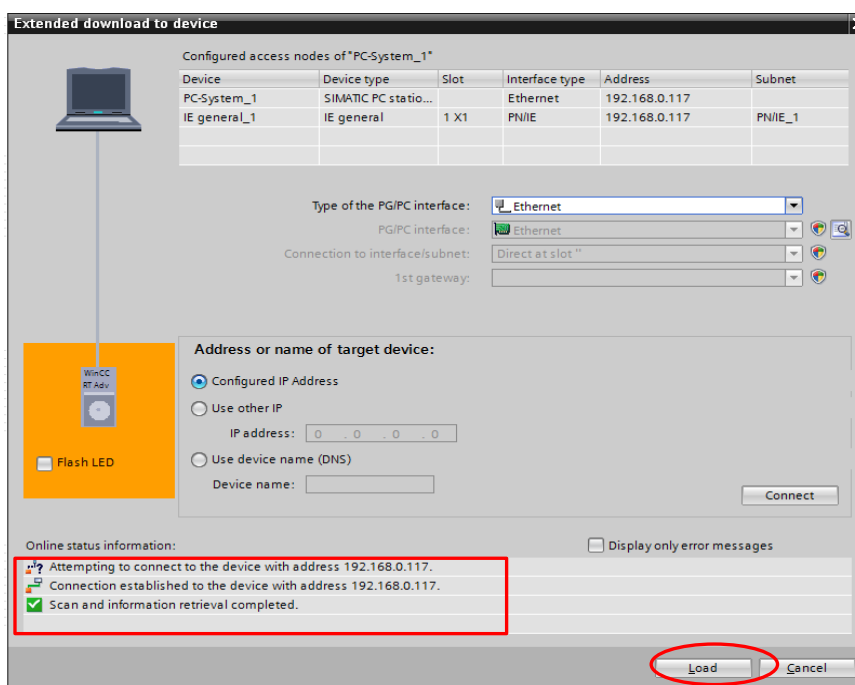 Extended download to device
Configured access nodes of "PC-System_1"
Device Device type Slot Interface type Address Subnet
PC-System_1 SIMATIC PC statio... Ethernet 192.168.0.117
IE general_1 IE general 1 X1 PN/IE 192.168.0.117 PN/IE_1
Type of the PG/PC interface: Ethernet
PG/PC interface: Ethernet
Connection to interface/subnet: Direct at slot ''
1st gateway:
Address or name of target device:
WinCC
RT Adv
Configured IP Address
Use other IP
IP address: 0 . 0 . 0 . 0
Flash LED
Use device name (DNS)
Device name:
Connect
Online status information:
Display only error messages
Attempting to connect to the device with address 192.168.0.117.
Connection established to the device with address 192.168.0.117.
Scan and information retrieval completed.
Load Cancel